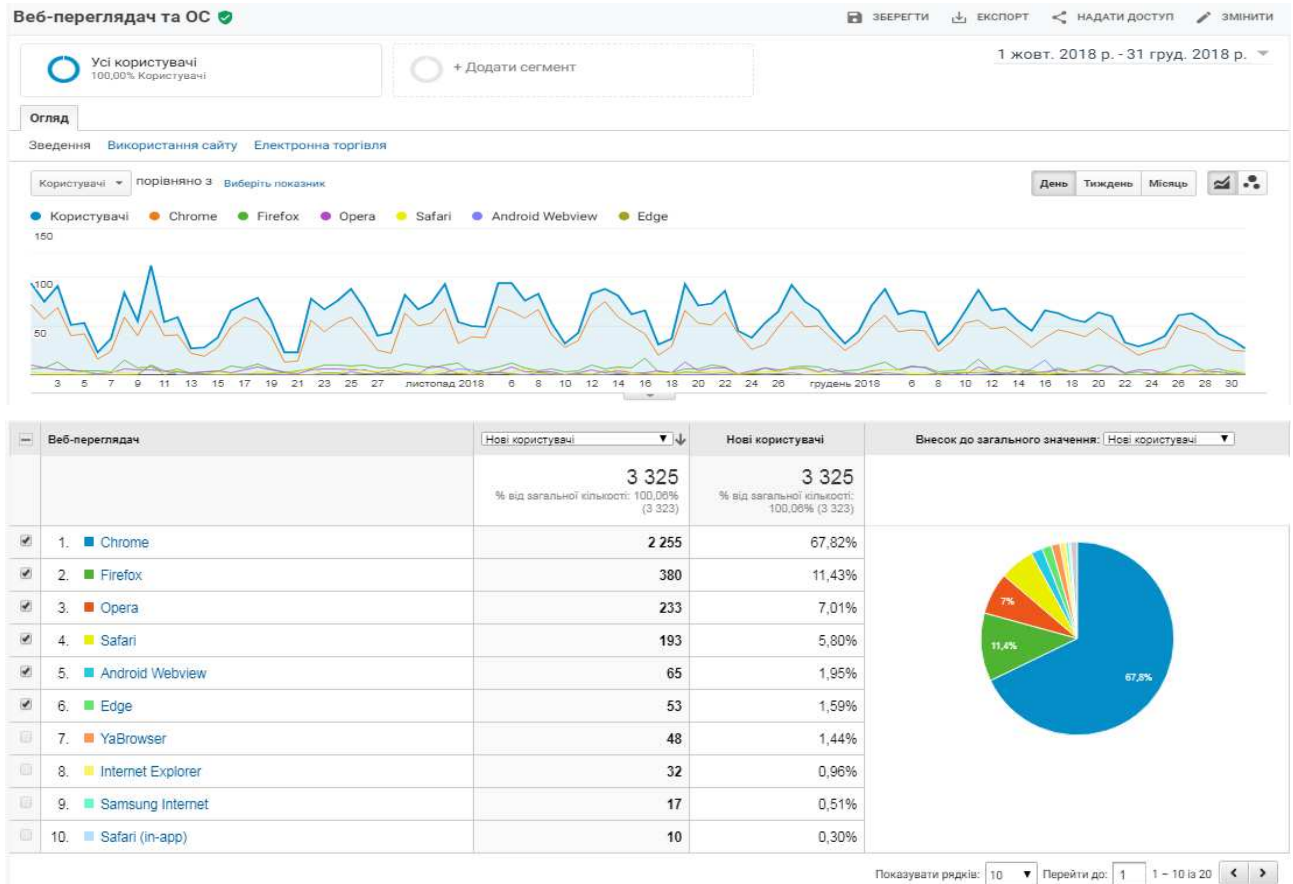 Веб-переглядач та ОС
ЗБЕРЕГТИ ЕКСПОРТ НАДАТИ ДОСТУП ЗМІНИТИ
Усі користувачі
100,00% Користувачі
+ Додати сегмент
1 жовт. 2018 р. - 31 груд. 2018 р.
Огляд
Зведення Використання сайту Електронна торгівля
Користувачі порівняно з Виберіть показник
День Тиждень Місяць
Користувачі Chrome Firefox Opera Safari Android Webview Edge
150
100
50
3 5 7 9 11 13 15 17 19 21 23 25 27 листопад 2018 6 8 10 12 14 16 18 20 22 24 26 грудень 2018 6 8 10 12 14 16 18 20 22 24 26 28 30
Веб-переглядач Нові користувачі Нові користувачі Внесок до загального значення: Нові користувачі
3 325 3 325
% від загальної кількості: 100,06% % від загальної кількості:
(3 323) 100,06% (3 323)
1. Chrome 2 255 67,82%
2. Firefox 380 11,43%
3. Opera 233 7,01%
4. Safari 193 5,80%
5. Android Webview 65 1,95%
6. Edge 53 1,59%
7. YaBrowser 48 1,44%
8. Internet Explorer 32 0,96%
9. Samsung Internet 17 0,51%
10. Safari (in-app) 10 0,30%
7%
11,4%
67,8%
Показувати рядків: 10 Перейти до: 1 1 – 10 із 20